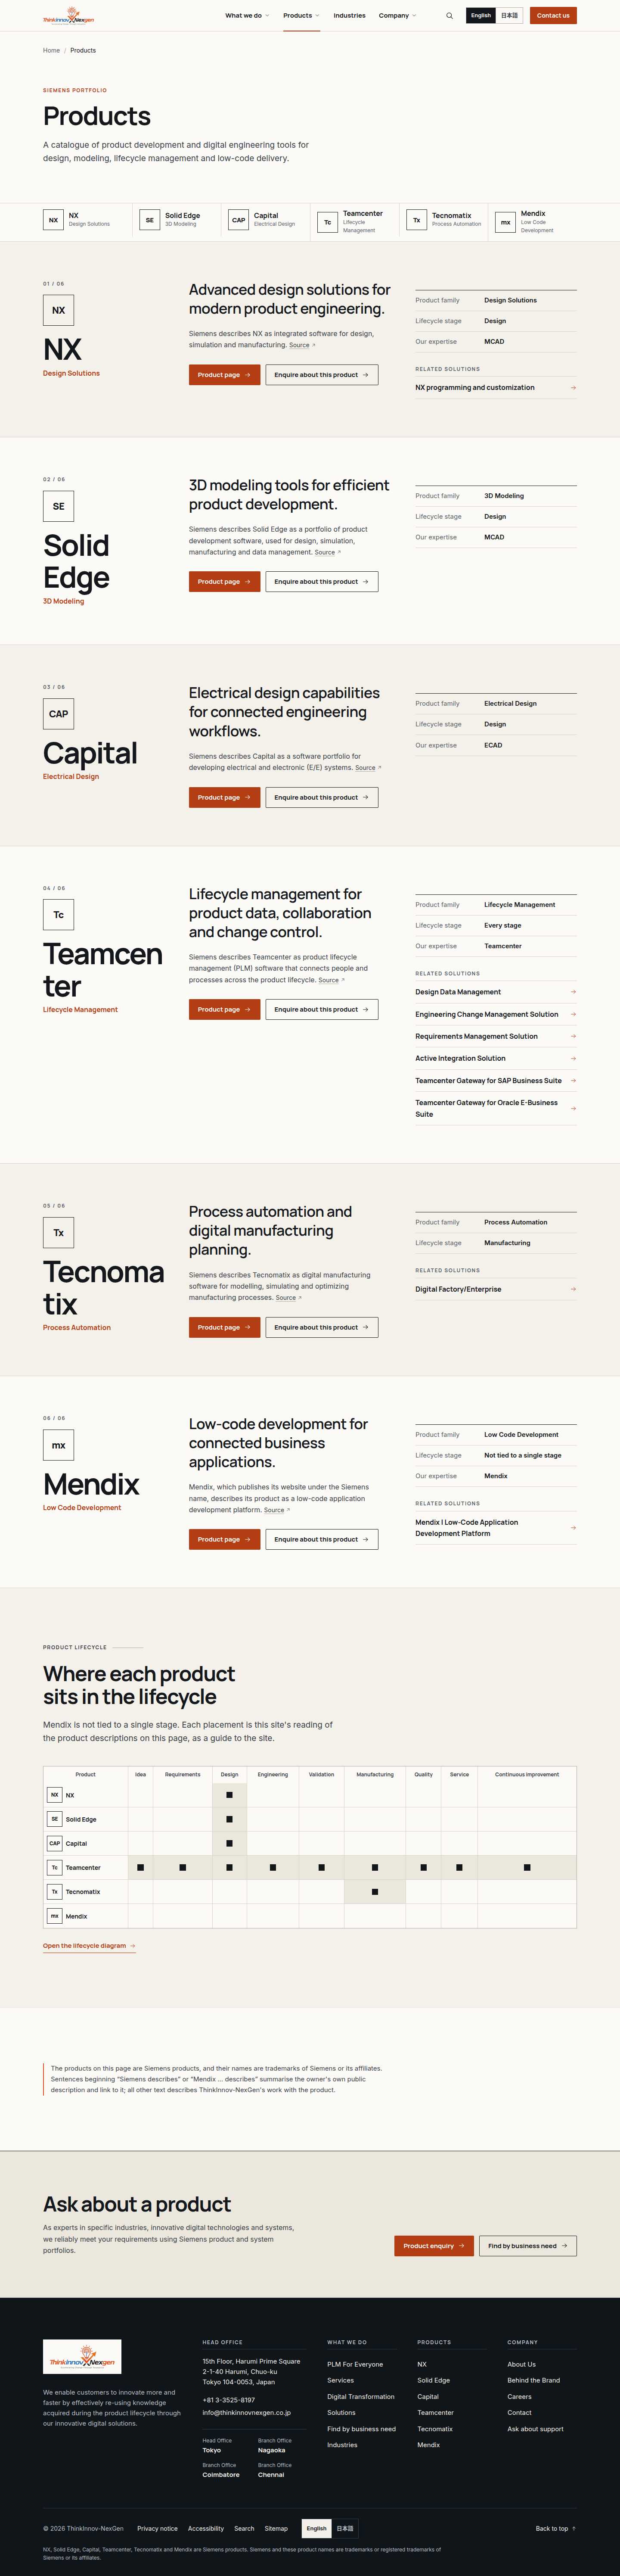 ThinkInnov-Nexgen
What we do
Products
Industries
Company
English
日本語
Contact us
Home / Products
SIEMENS PORTFOLIO
Products
A catalogue of product development and digital engineering tools for
design, modeling, lifecycle management and low-code delivery.
NX
NX
Design Solutions
SE
Solid Edge
3D Modeling
CAP
Capital
Electrical Design
Tc
Teamcenter
Lifecycle
Management
Tx
Tecnomatix
Process Automation
mx
Mendix
Low Code
Development
01 / 06
NX
NX
Design Solutions
Advanced design solutions for
modern product engineering.
Siemens describes NX as integrated software for design,
simulation and manufacturing. Source ↗
Product page →
Enquire about this product →
Product family Design Solutions
Lifecycle stage Design
Our expertise MCAD
RELATED SOLUTIONS
NX programming and customization →
02 / 06
SE
Solid
Edge
3D Modeling
3D modeling tools for efficient
product development.
Siemens describes Solid Edge as a portfolio of product
development software, used for design, simulation,
manufacturing and data management. Source ↗
Product page →
Enquire about this product →
Product family 3D Modeling
Lifecycle stage Design
Our expertise MCAD
03 / 06
CAP
Capital
Electrical Design
Electrical design capabilities
for connected engineering
workflows.
Siemens describes Capital as a software portfolio for
developing electrical and electronic (E/E) systems. Source ↗
Product page →
Enquire about this product →
Product family Electrical Design
Lifecycle stage Design
Our expertise ECAD
04 / 06
Tc
Teamcen
ter
Lifecycle Management
Lifecycle management for
product data, collaboration
and change control.
Siemens describes Teamcenter as product lifecycle
management (PLM) software that connects people and
processes across the product lifecycle. Source ↗
Product page →
Enquire about this product →
Product family Lifecycle Management
Lifecycle stage Every stage
Our expertise Teamcenter
RELATED SOLUTIONS
Design Data Management →
Engineering Change Management Solution →
Requirements Management Solution →
Active Integration Solution →
Teamcenter Gateway for SAP Business Suite →
Teamcenter Gateway for Oracle E-Business
Suite →
05 / 06
Tx
Tecnoma
tix
Process Automation
Process automation and
digital manufacturing
planning.
Siemens describes Tecnomatix as digital manufacturing
software for modelling, simulating and optimizing
manufacturing processes. Source ↗
Product page →
Enquire about this product →
Product family Process Automation
Lifecycle stage Manufacturing
RELATED SOLUTIONS
Digital Factory/Enterprise →
06 / 06
mx
Mendix
Low Code Development
Low-code development for
connected business
applications.
Mendix, which publishes its website under the Siemens
name, describes its product as a low-code application
development platform. Source ↗
Product page →
Enquire about this product →
Product family Low Code Development
Lifecycle stage Not tied to a single stage
Our expertise Mendix
RELATED SOLUTIONS
Mendix I Low-Code Application
Development Platform →
PRODUCT LIFECYCLE
Where each product
sits in the lifecycle
Mendix is not tied to a single stage. Each placement is this site's reading of
the product descriptions on this page, as a guide to the site.
Product Idea Requirements Design Engineering Validation Manufacturing Quality Service Continuous improvement
NX NX
SE Solid Edge
CAP Capital
Tc Teamcenter
Tx Tecnomatix
mx Mendix
Open the lifecycle diagram →
The products on this page are Siemens products, and their names are trademarks of Siemens or its affiliates.
Sentences beginning “Siemens describes” or “Mendix … describes” summarise the owner's own public
description and link to it; all other text describes ThinkInnov-NexGen's work with the product.
Ask about a product
As experts in specific industries, innovative digital technologies and systems,
we reliably meet your requirements using Siemens product and system
portfolios.
Product enquiry →
Find by business need →
ThinkInnov-Nexgen
We enable customers to innovate more and
faster by effectively re-using knowledge
acquired during the product lifecycle through
our innovative digital solutions.
HEAD OFFICE
15th Floor, Harumi Prime Square
2-1-40 Harumi, Chuo-ku
Tokyo 104-0053, Japan
+81 3-3525-8197
info@thinkinnovnexgen.co.jp
Head Office
Tokyo
Branch Office
Nagaoka
Branch Office
Coimbatore
Branch Office
Chennai
WHAT WE DO
PLM For Everyone
Services
Digital Transformation
Solutions
Find by business need
Industries
PRODUCTS
NX
Solid Edge
Capital
Teamcenter
Tecnomatix
Mendix
COMPANY
About Us
Behind the Brand
Careers
Contact
Ask about support
© 2026 ThinkInnov-NexGen
Privacy notice
Accessibility
Search
Sitemap
English
日本語
Back to top ↑
NX, Solid Edge, Capital, Teamcenter, Tecnomatix and Mendix are Siemens products. Siemens and these product names are trademarks or registered trademarks of
Siemens or its affiliates.